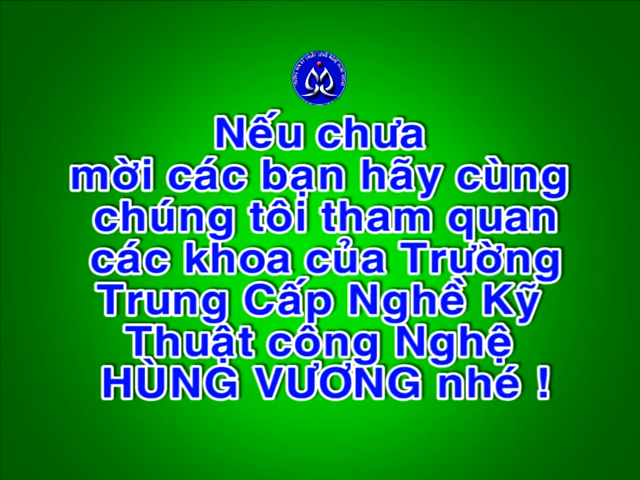 Nếu chưa
mời các bạn hãy cùng
chúng tôi tham quan
các khoa của Trường
Trung Cấp Nghề Kỹ
Thuật công Nghệ
HÙNG VƯƠNG nhé !